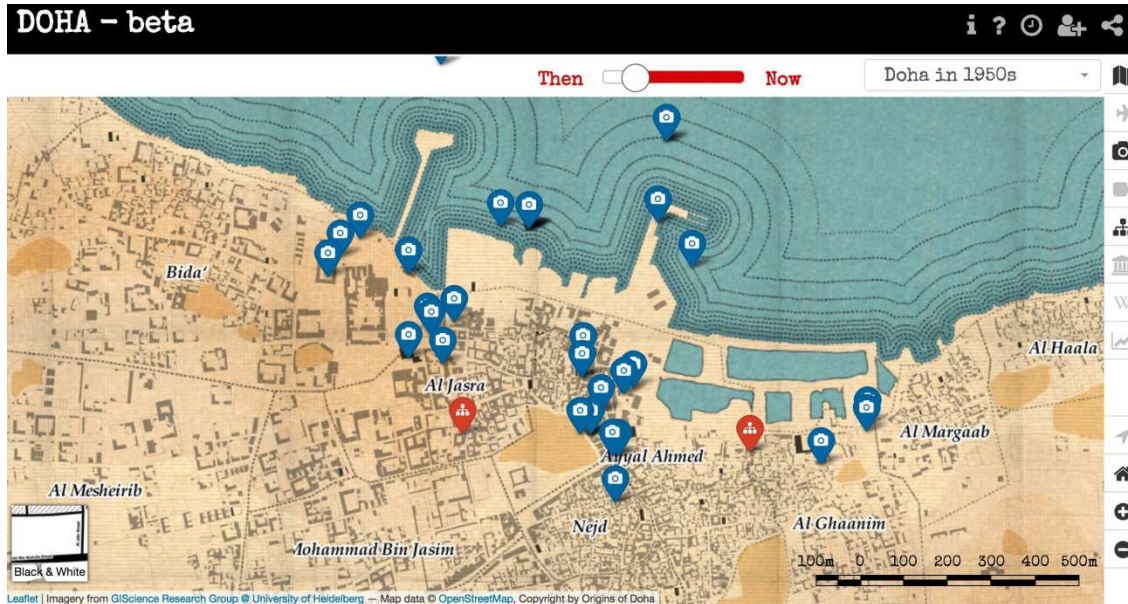 DOHA - beta
Then
Now
Doha in 1950s
Bida'
Al Haala
Al Jasra
Al Margaab
Ayyal Ahmed
Al Mesheirib
Nejd
Al Ghaanim
Mohammad Bin Jasim
100m 0 100 200 300 400 500m
Black & White
Leaflet | Imagery from GIScience Research Group @ University of Heidelberg — Map data © OpenStreetMap, Copyright by Origins of Doha